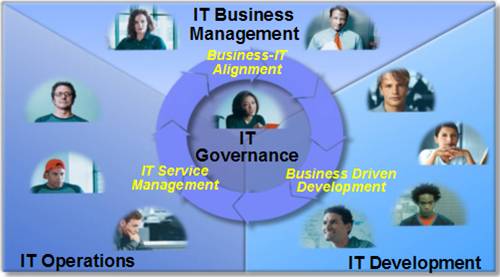 IT Business
Management
Business-IT
Alignment
IT
Governance
IT Service
Management
Business Driven
Development
IT Operations
IT Development